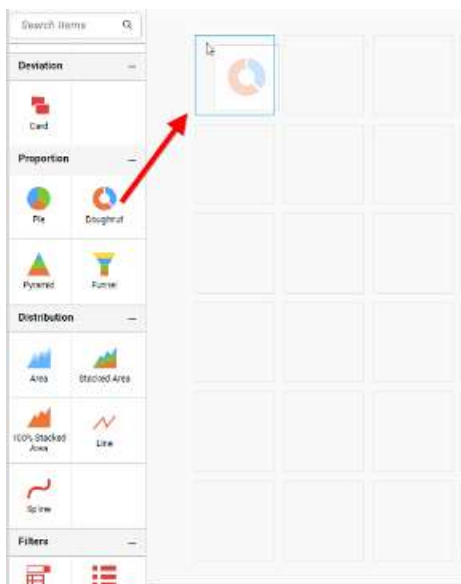 Search Items
Deviation
Card
Proportion
Pie
Doughnut
Pyramid
Funnel
Distribution
Area
Stacked Area
100% Stacked
Area
Line
Spline
Filters